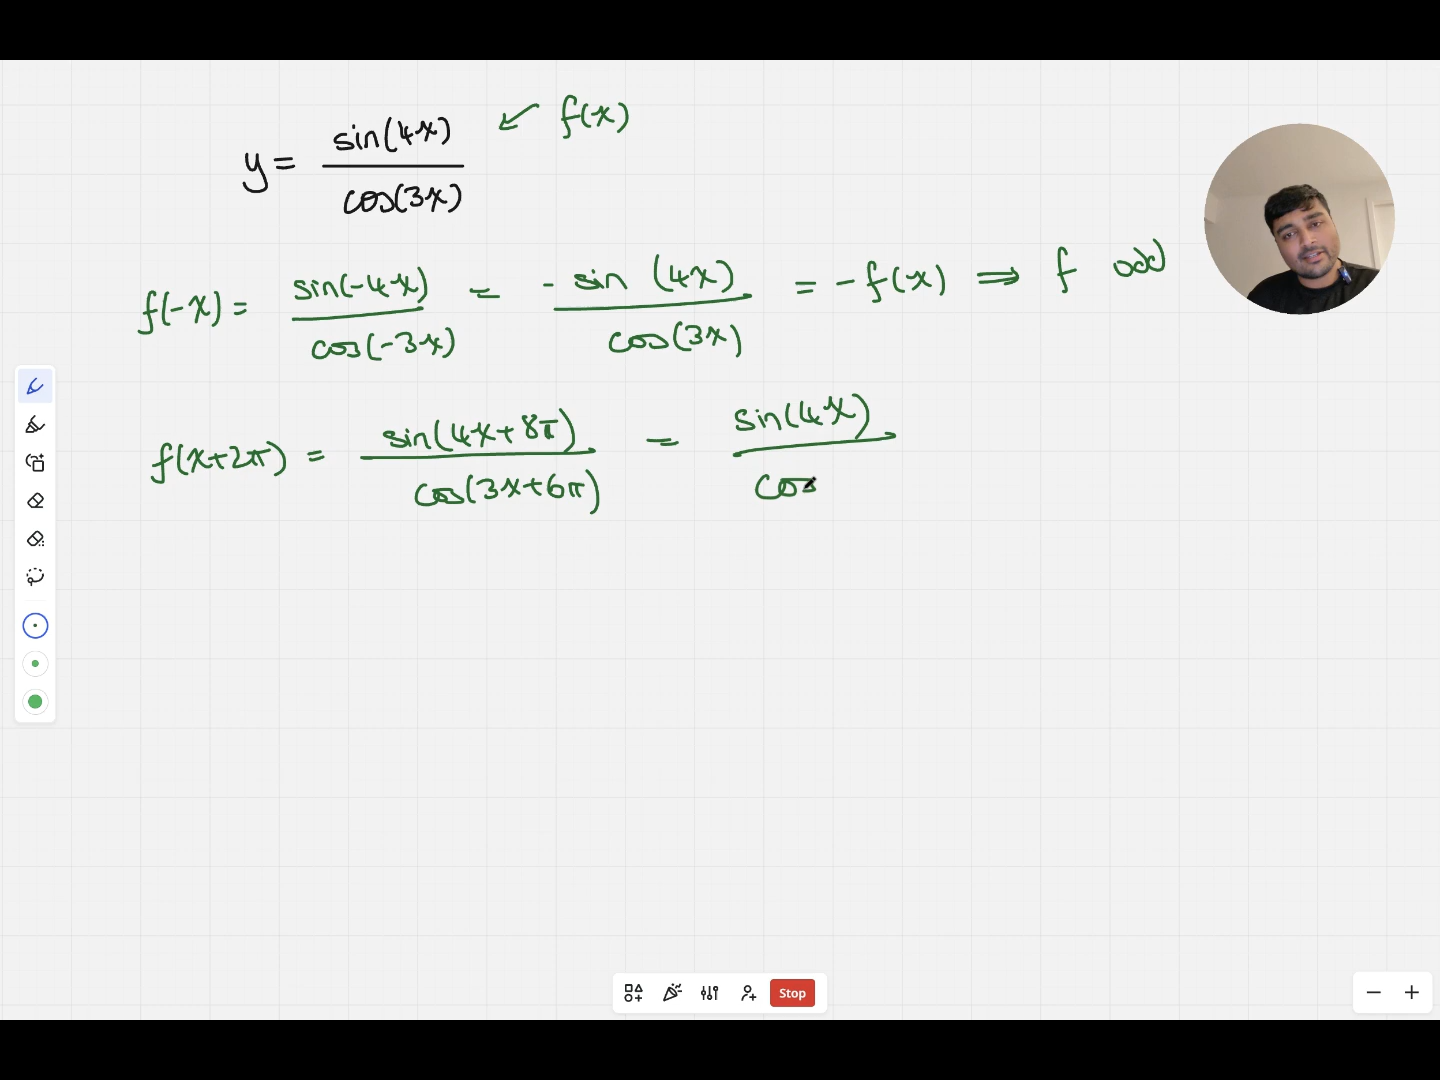 y = sin(4x) / cos(3x) ↙ f(x)
f(-x) = sin(-4x) / cos(-3x) = - sin (4x) / cos(3x) = -f(x) ⇒ f odd
f(x+2π) = sin(4x+8π) / cos(3x+6π) = sin(4x) / cos
Stop